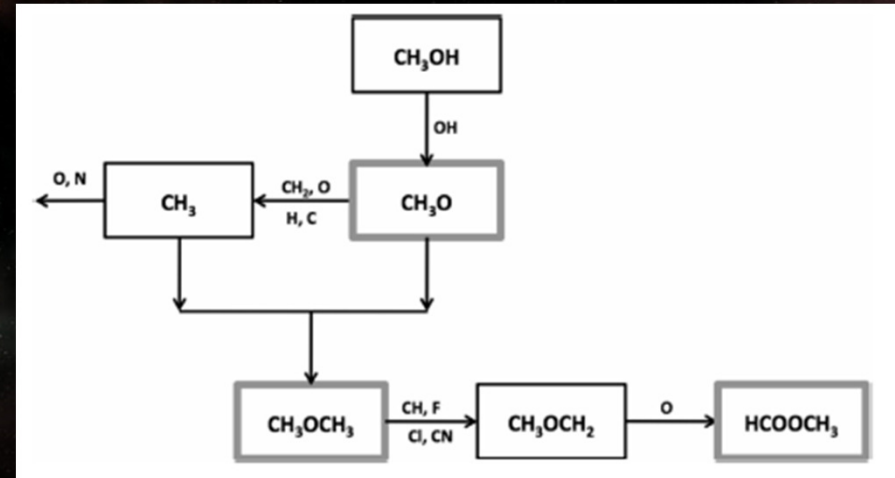 CH₃OH
OH
O, N
CH₃
CH₂, O
H, C
CH₃O
CH₃OCH₃
CH, F
Cl, CN
CH₃OCH₂
O
HCOOCH₃